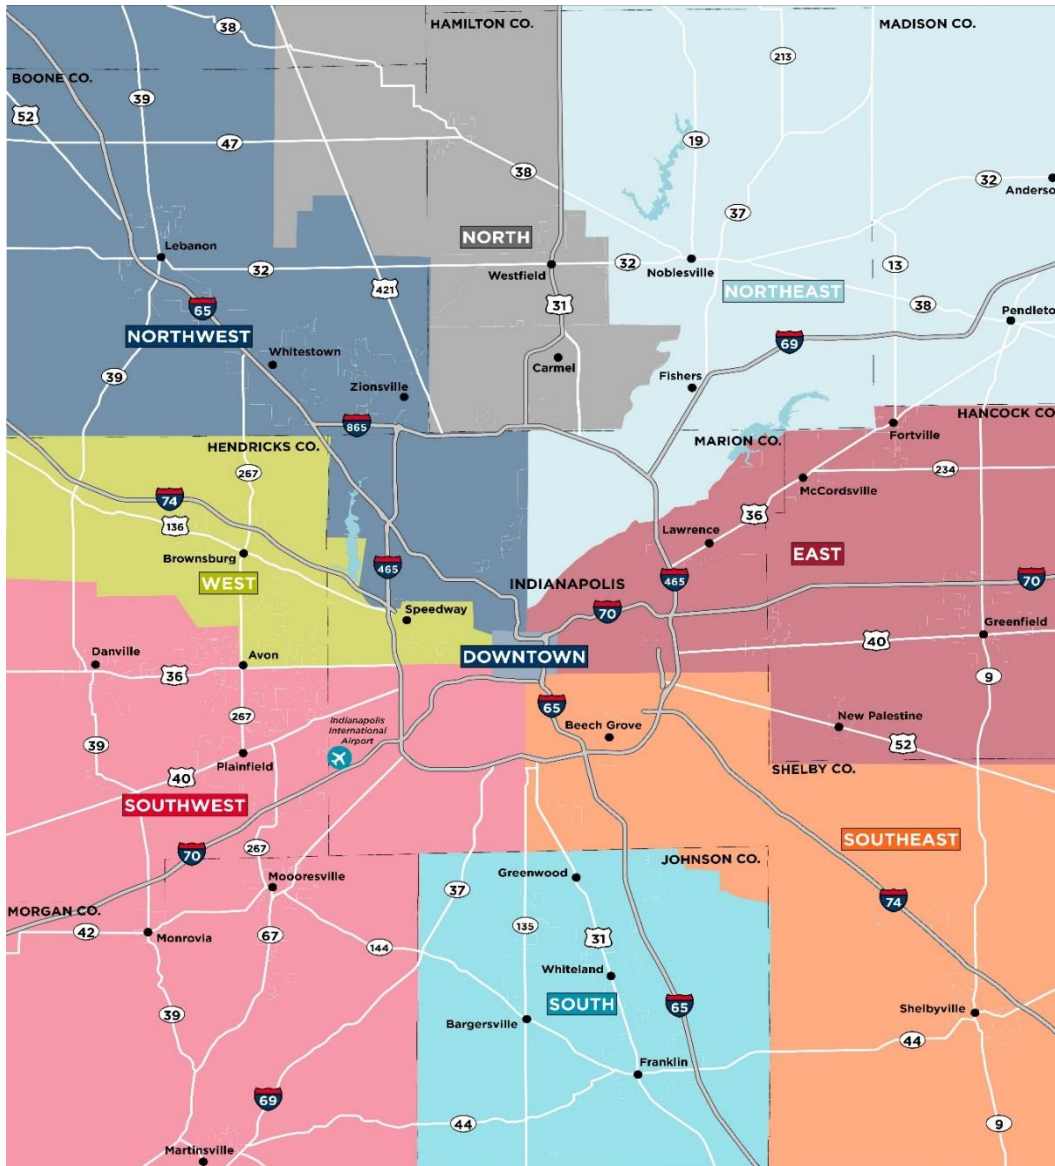 HAMILTON CO.
MADISON CO.
38
213
BOONE CO.
39
52
47
19
38
32
Anderso
37
NORTH
Lebanon
32
Westfield
32
Noblesville
13
421
NORTHEAST
65
31
38
Pendleto
NORTHWEST
69
Whitestown
Carmel
39
Zionsville
Fishers
865
HANCOCK CO.
HENDRICKS CO.
MARION CO.
Fortville
267
234
74
McCordsville
136
36
Lawrence
Brownsburg
EAST
465
WEST
INDIANAPOLIS
465
70
70
Speedway
Greenfield
40
Danville
Avon
DOWNTOWN
36
9
267
65
New Palestine
Indianapolis
International
Airport
Beech Grove
39
52
Plainfield
40
SHELBY CO.
SOUTHWEST
SOUTHEAST
70
267
JOHNSON CO.
Greenwood
Moooresville
37
74
MORGAN CO.
42
Monrovia
67
135
31
144
Whiteland
SOUTH
65
39
Bargersville
Shelbyville
44
Franklin
69
44
9
Martinsville